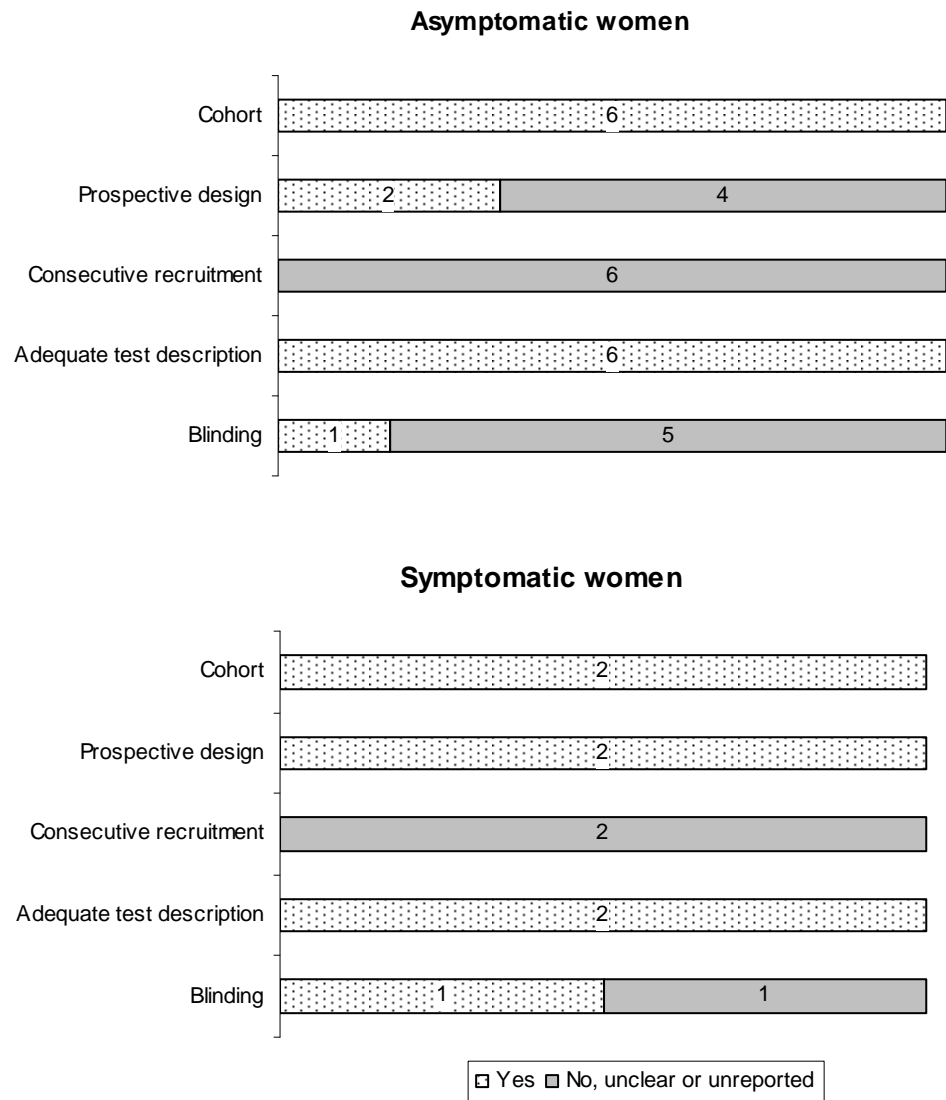 Asymptomatic women
Cohort
6
Prospective design
2 4
Consecutive recruitment
6
Adequate test description
6
Blinding
1 5
Symptomatic women
Cohort
2
Prospective design
2
Consecutive recruitment
2
Adequate test description
2
Blinding
1 1
Yes No, unclear or unreported